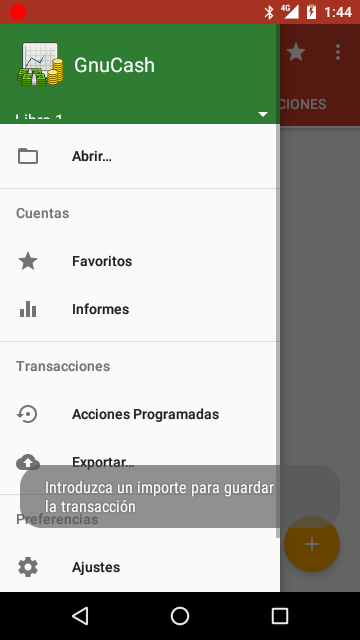 4G 1:44
GnuCash
Libro 1
CIONES
Abrir...
Cuentas
Favoritos
Informes
Transacciones
Acciones Programadas
Exportar...
Introduzca un importe para guardar
la transacción
Preferencias
Ajustes